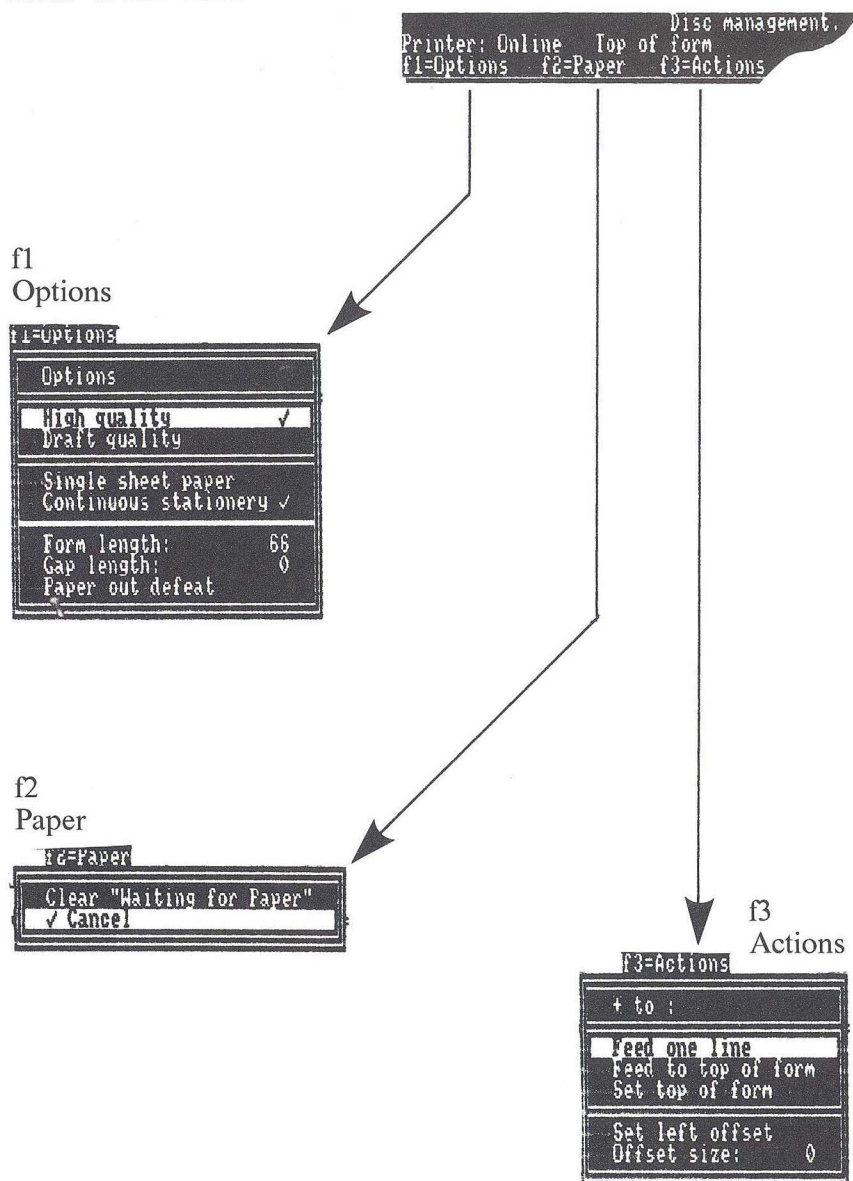 Disc management.
Printer: Online Top of form
f1=Options f2=Paper f3=Actions
f1
Options
f1=Options
Options
High quality ✓
Draft quality
Single sheet paper
Continuous stationery ✓
Form length: 66
Gap length: 0
Paper out defeat
f2
Paper
f2=Paper
Clear "Waiting for Paper"
✓ Cancel
f3
Actions
f3=Actions
+ to :
Feed one line
Feed to top of form
Set top of form
Set left offset
Offset size: 0